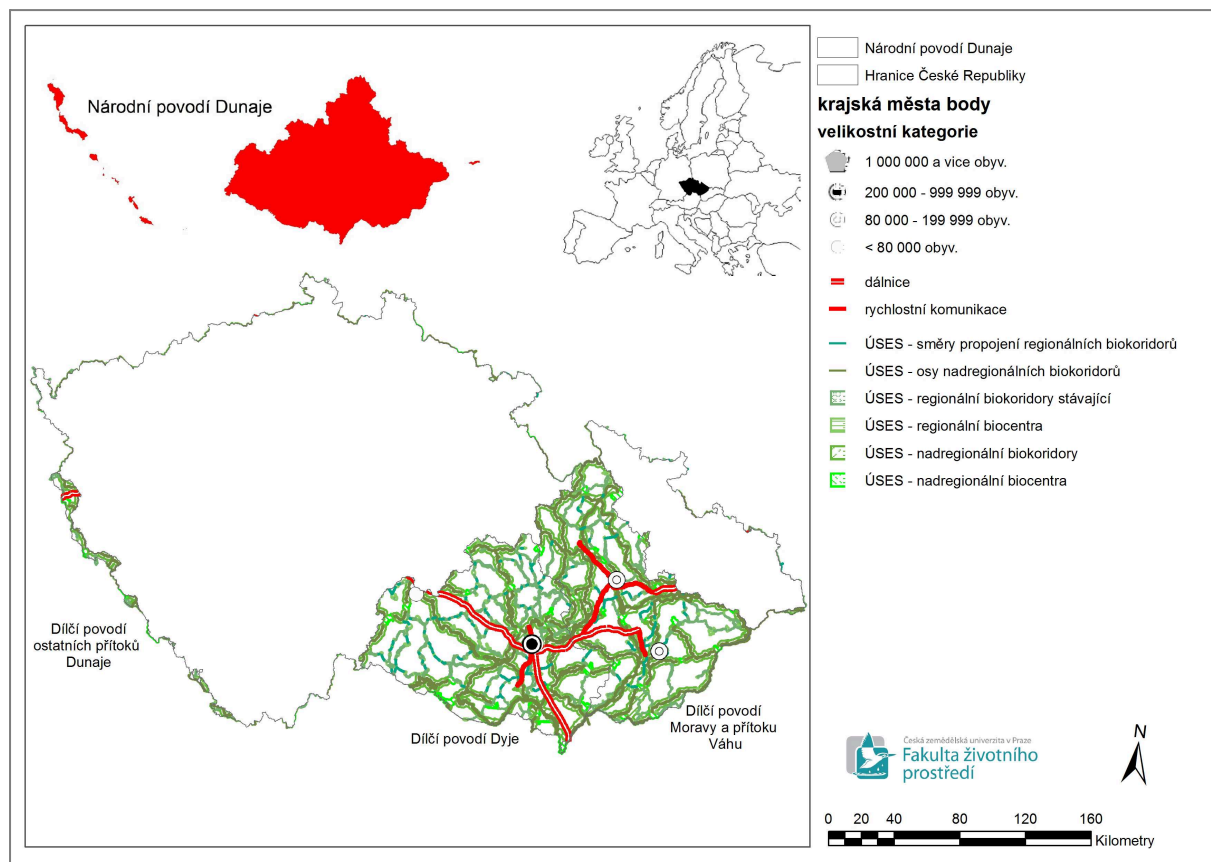 Národní povodí Dunaje
Dílčí povodí
ostatních přítoků
Dunaje
Dílčí povodí Dyje
Dílčí povodí
Moravy a přítoku
Váhu
Národní povodí Dunaje
Hranice České Republiky
krajská města body
velikostní kategorie
1 000 000 a vice obyv.
200 000 - 999 999 obyv.
80 000 - 199 999 obyv.
< 80 000 obyv.
dálnice
rychlostní komunikace
ÚSES - směry propojení regionálních biokoridorů
ÚSES - osy nadregionálních biokoridorů
ÚSES - regionální biokoridory stávající
ÚSES - regionální biocentra
ÚSES - nadregionální biokoridory
ÚSES - nadregionální biocentra
Česká zemědělská univerzita v Praze
Fakulta životního
prostředí
N
0 20 40 80 120 160
Kilometry